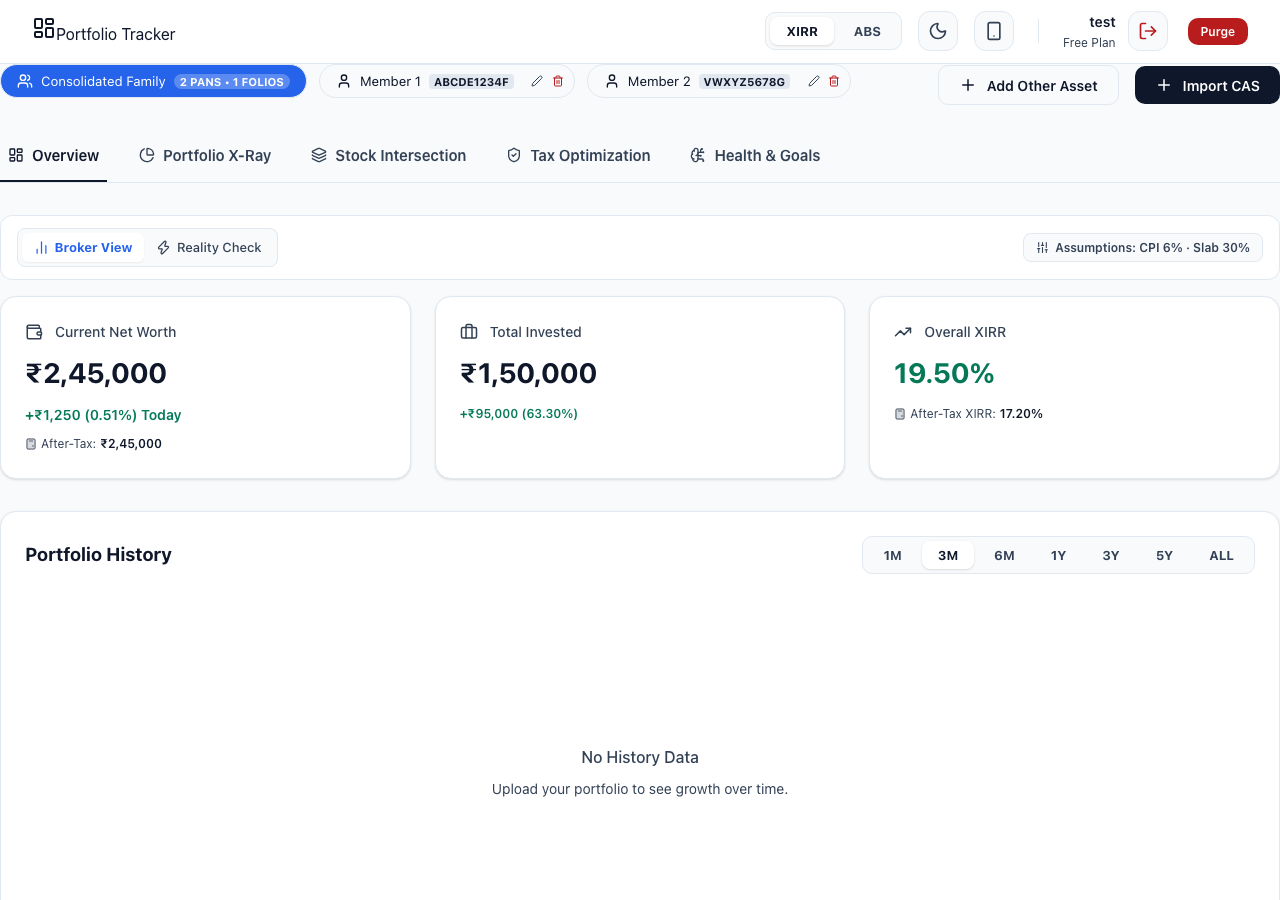 Portfolio Tracker
XIRR ABS
test
Free Plan
Purge
Consolidated Family 2 PANS • 1 FOLIOS
Member 1 ABCDE1234F
Member 2 VWXYZ5678G
Add Other Asset
Import CAS
Overview
Portfolio X-Ray
Stock Intersection
Tax Optimization
Health & Goals
Broker View
Reality Check
Assumptions: CPI 6% · Slab 30%
Current Net Worth
₹2,45,000
+₹1,250 (0.51%) Today
After-Tax: ₹2,45,000
Total Invested
₹1,50,000
+₹95,000 (63.30%)
Overall XIRR
19.50%
After-Tax XIRR: 17.20%
Portfolio History
1M 3M 6M 1Y 3Y 5Y ALL
No History Data
Upload your portfolio to see growth over time.